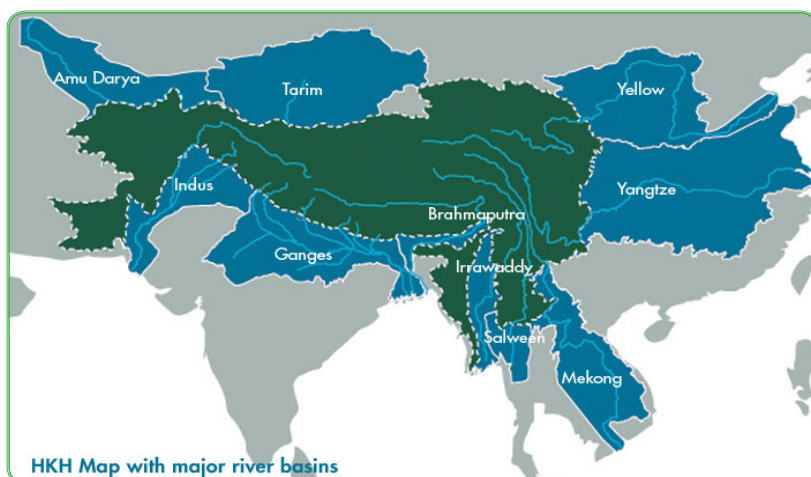 Amu Darya
Tarim
Yellow
Indus
Yangtze
Brahmaputra
Ganges
Irrawaddy
Salween
Mekong
HKH Map with major river basins